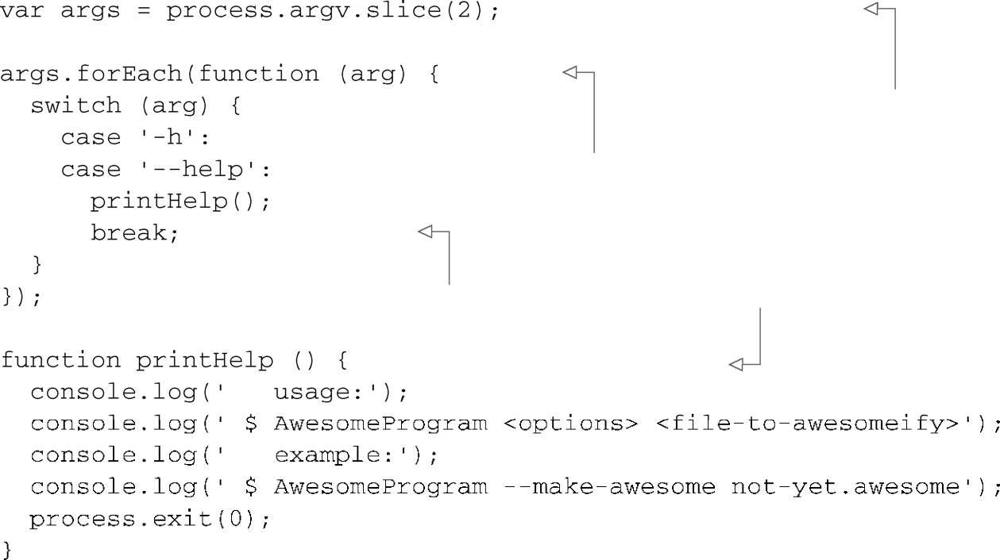 var args = process.argv.slice(2);

args.forEach(function (arg) {
  switch (arg) {
    case '-h':
    case '--help':
      printHelp();
      break;
  }
});

function printHelp () {
  console.log('   usage:');
  console.log(' $ AwesomeProgram <options> <file-to-awesomeify>');
  console.log('   example:');
  console.log(' $ AwesomeProgram --make-awesome not-yet.awesome');
  process.exit(0);
}